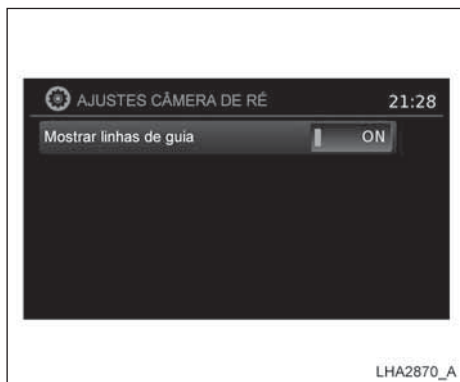 AJUSTES CÂMERA DE RÉ 21:28
Mostrar linhas de guia ON
LHA2870_A